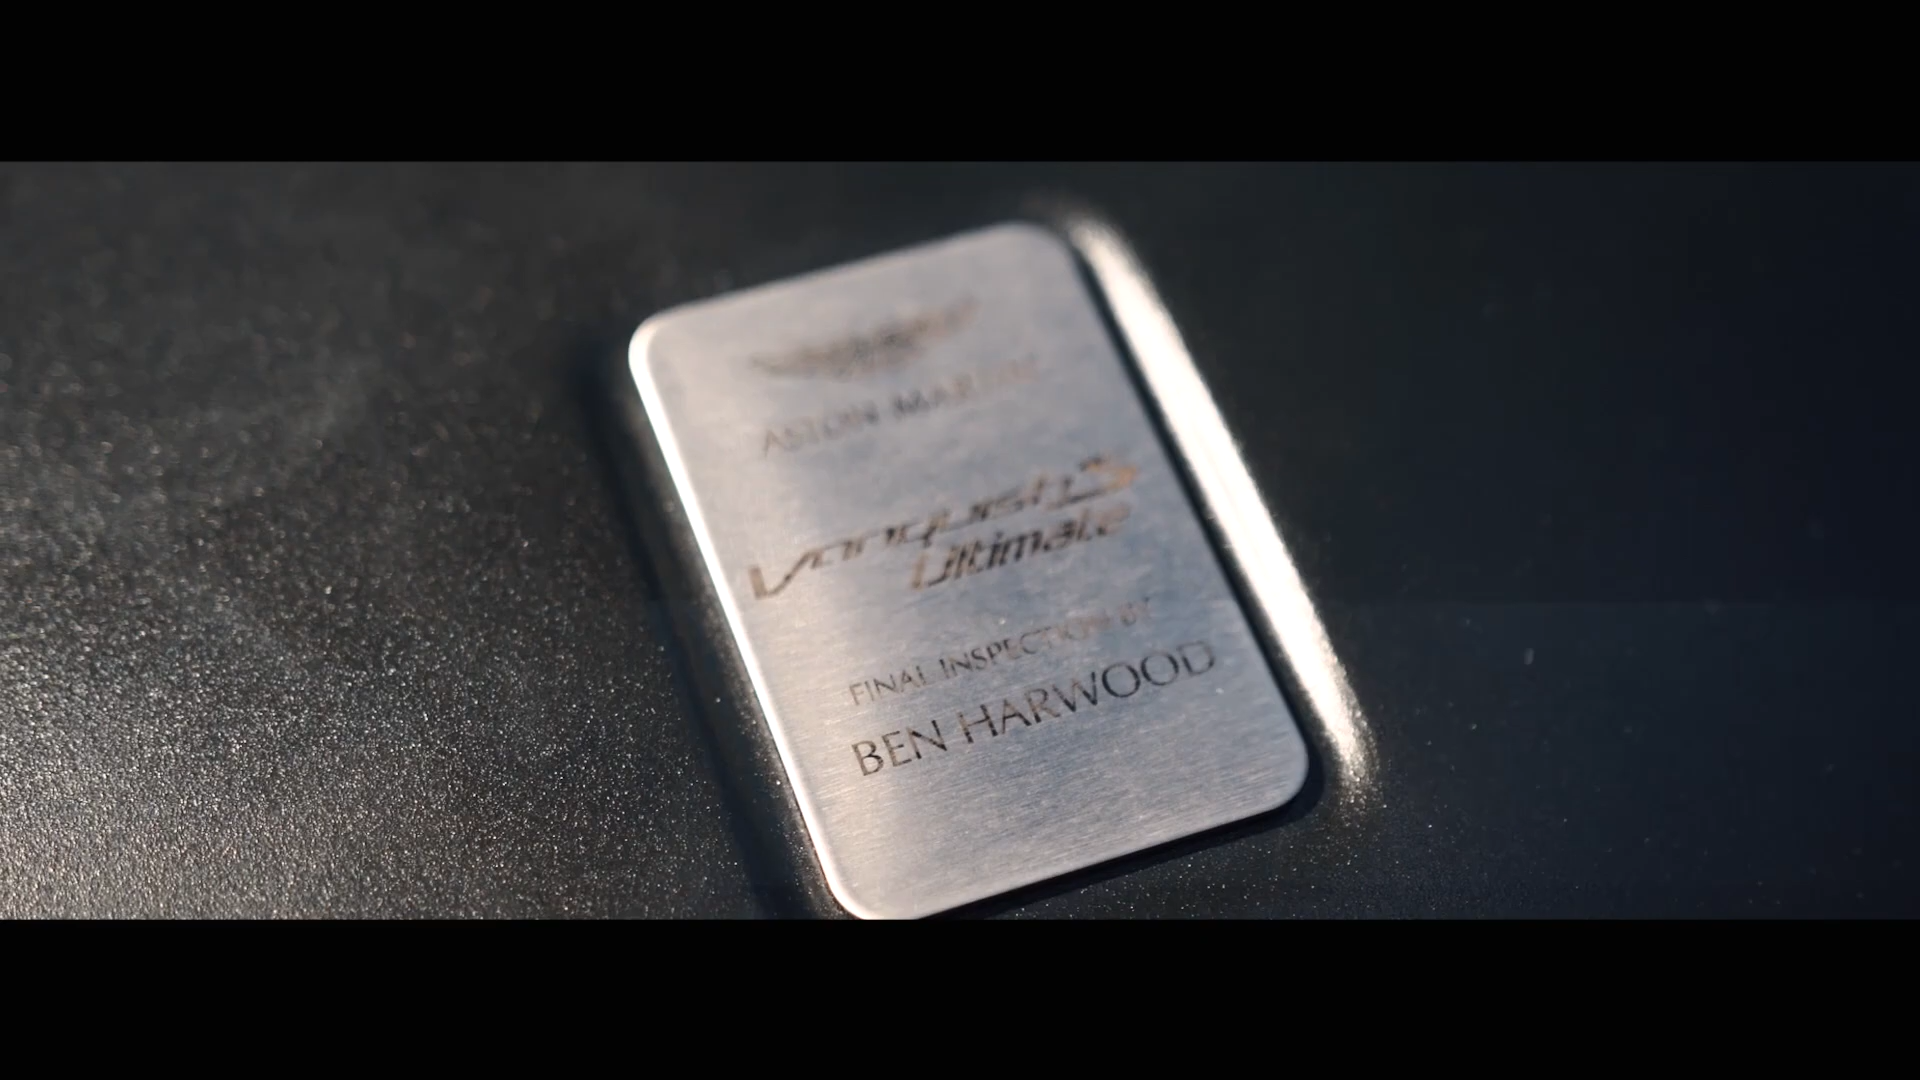 ASTON MARTIN
Vanquish S
Ultimate
FINAL INSPECTION BY
BEN HARWOOD